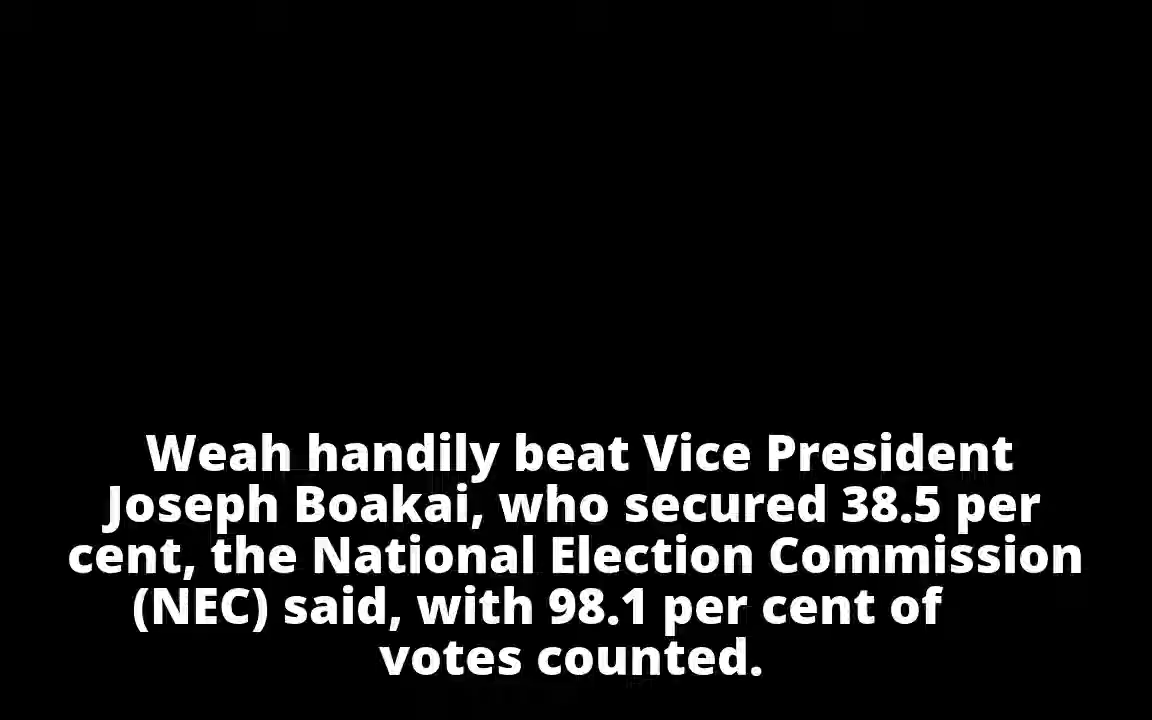 Weah handily beat Vice President
Joseph Boakai, who secured 38.5 per
cent, the National Election Commission
(NEC) said, with 98.1 per cent of
votes counted.